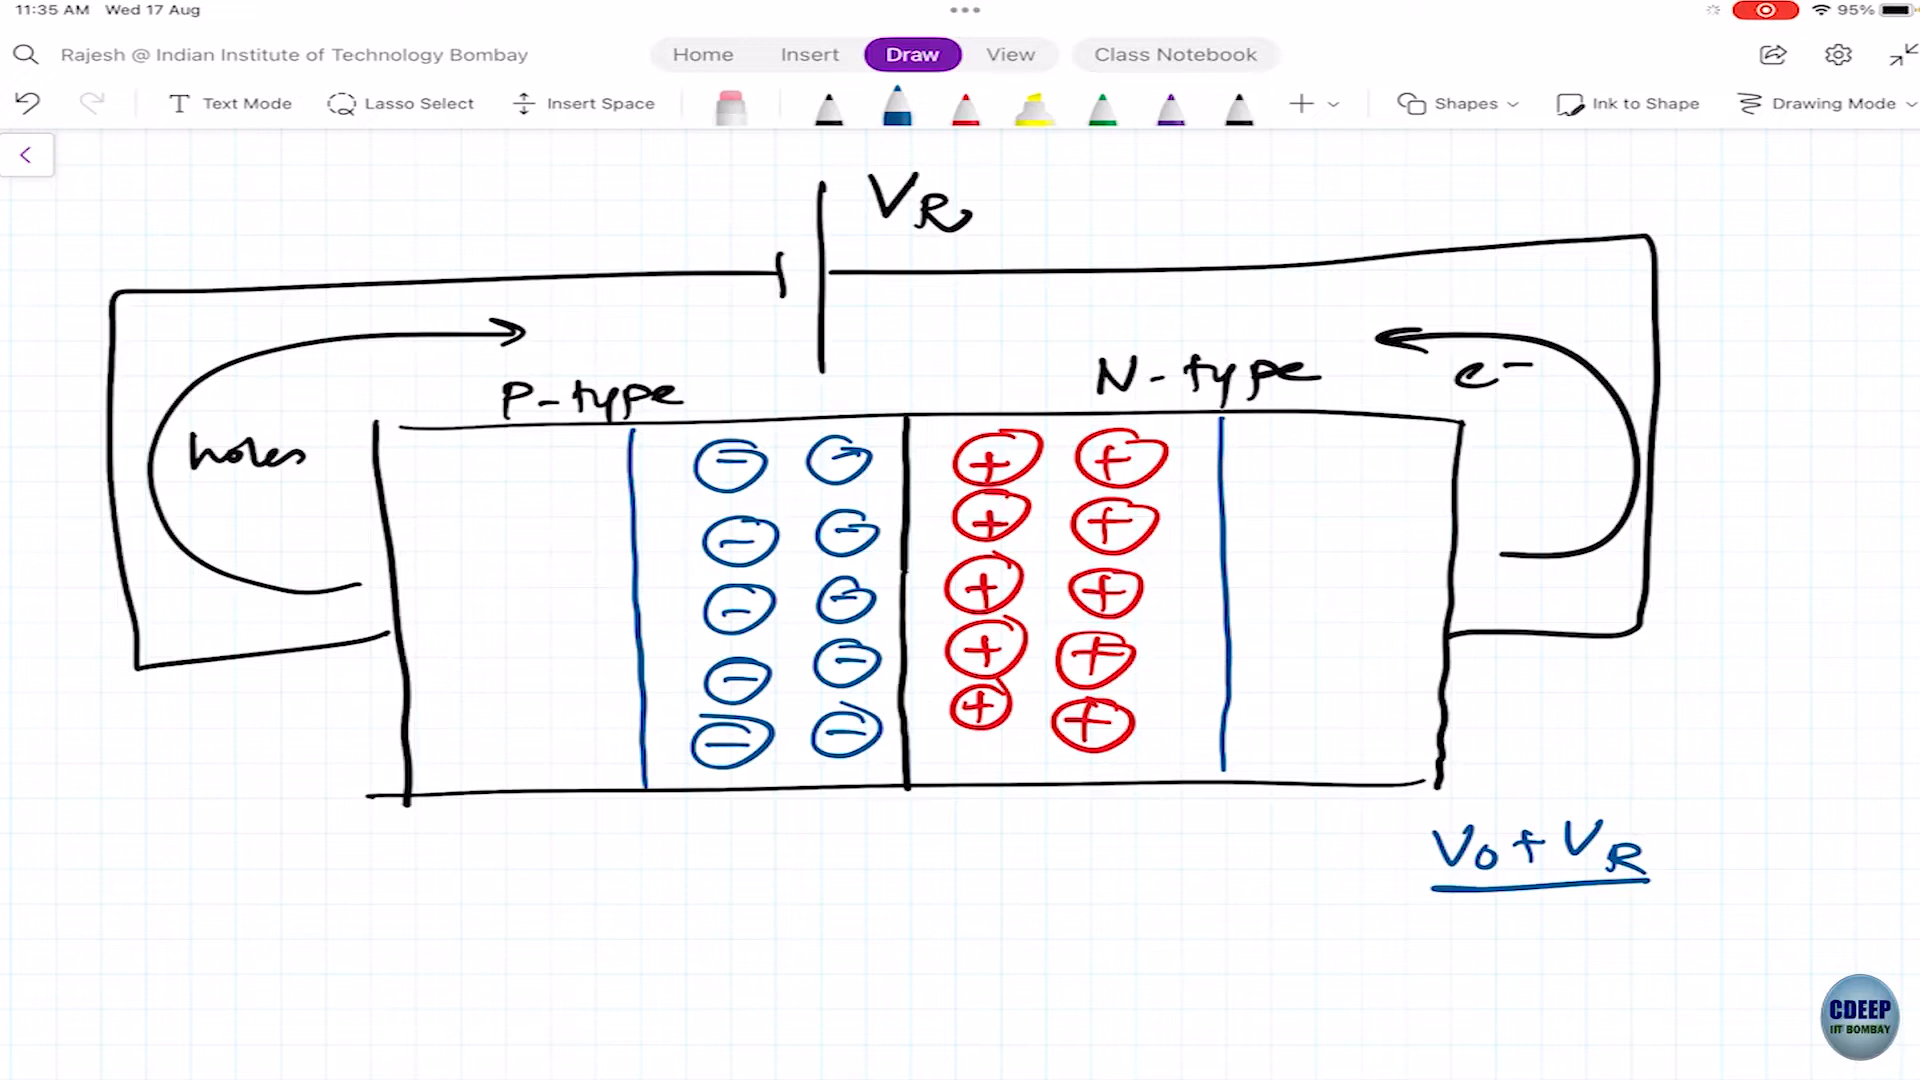 11:35 AM Wed 17 Aug
95%
Rajesh @ Indian Institute of Technology Bombay
Home Insert Draw View Class Notebook
Text Mode Lasso Select Insert Space Shapes Ink to Shape Drawing Mode
VR
P-type N-type e-
holes
- - + +
- - + +
- - + +
- - + +
- - + +
V0 + VR
CDEEP
IIT BOMBAY